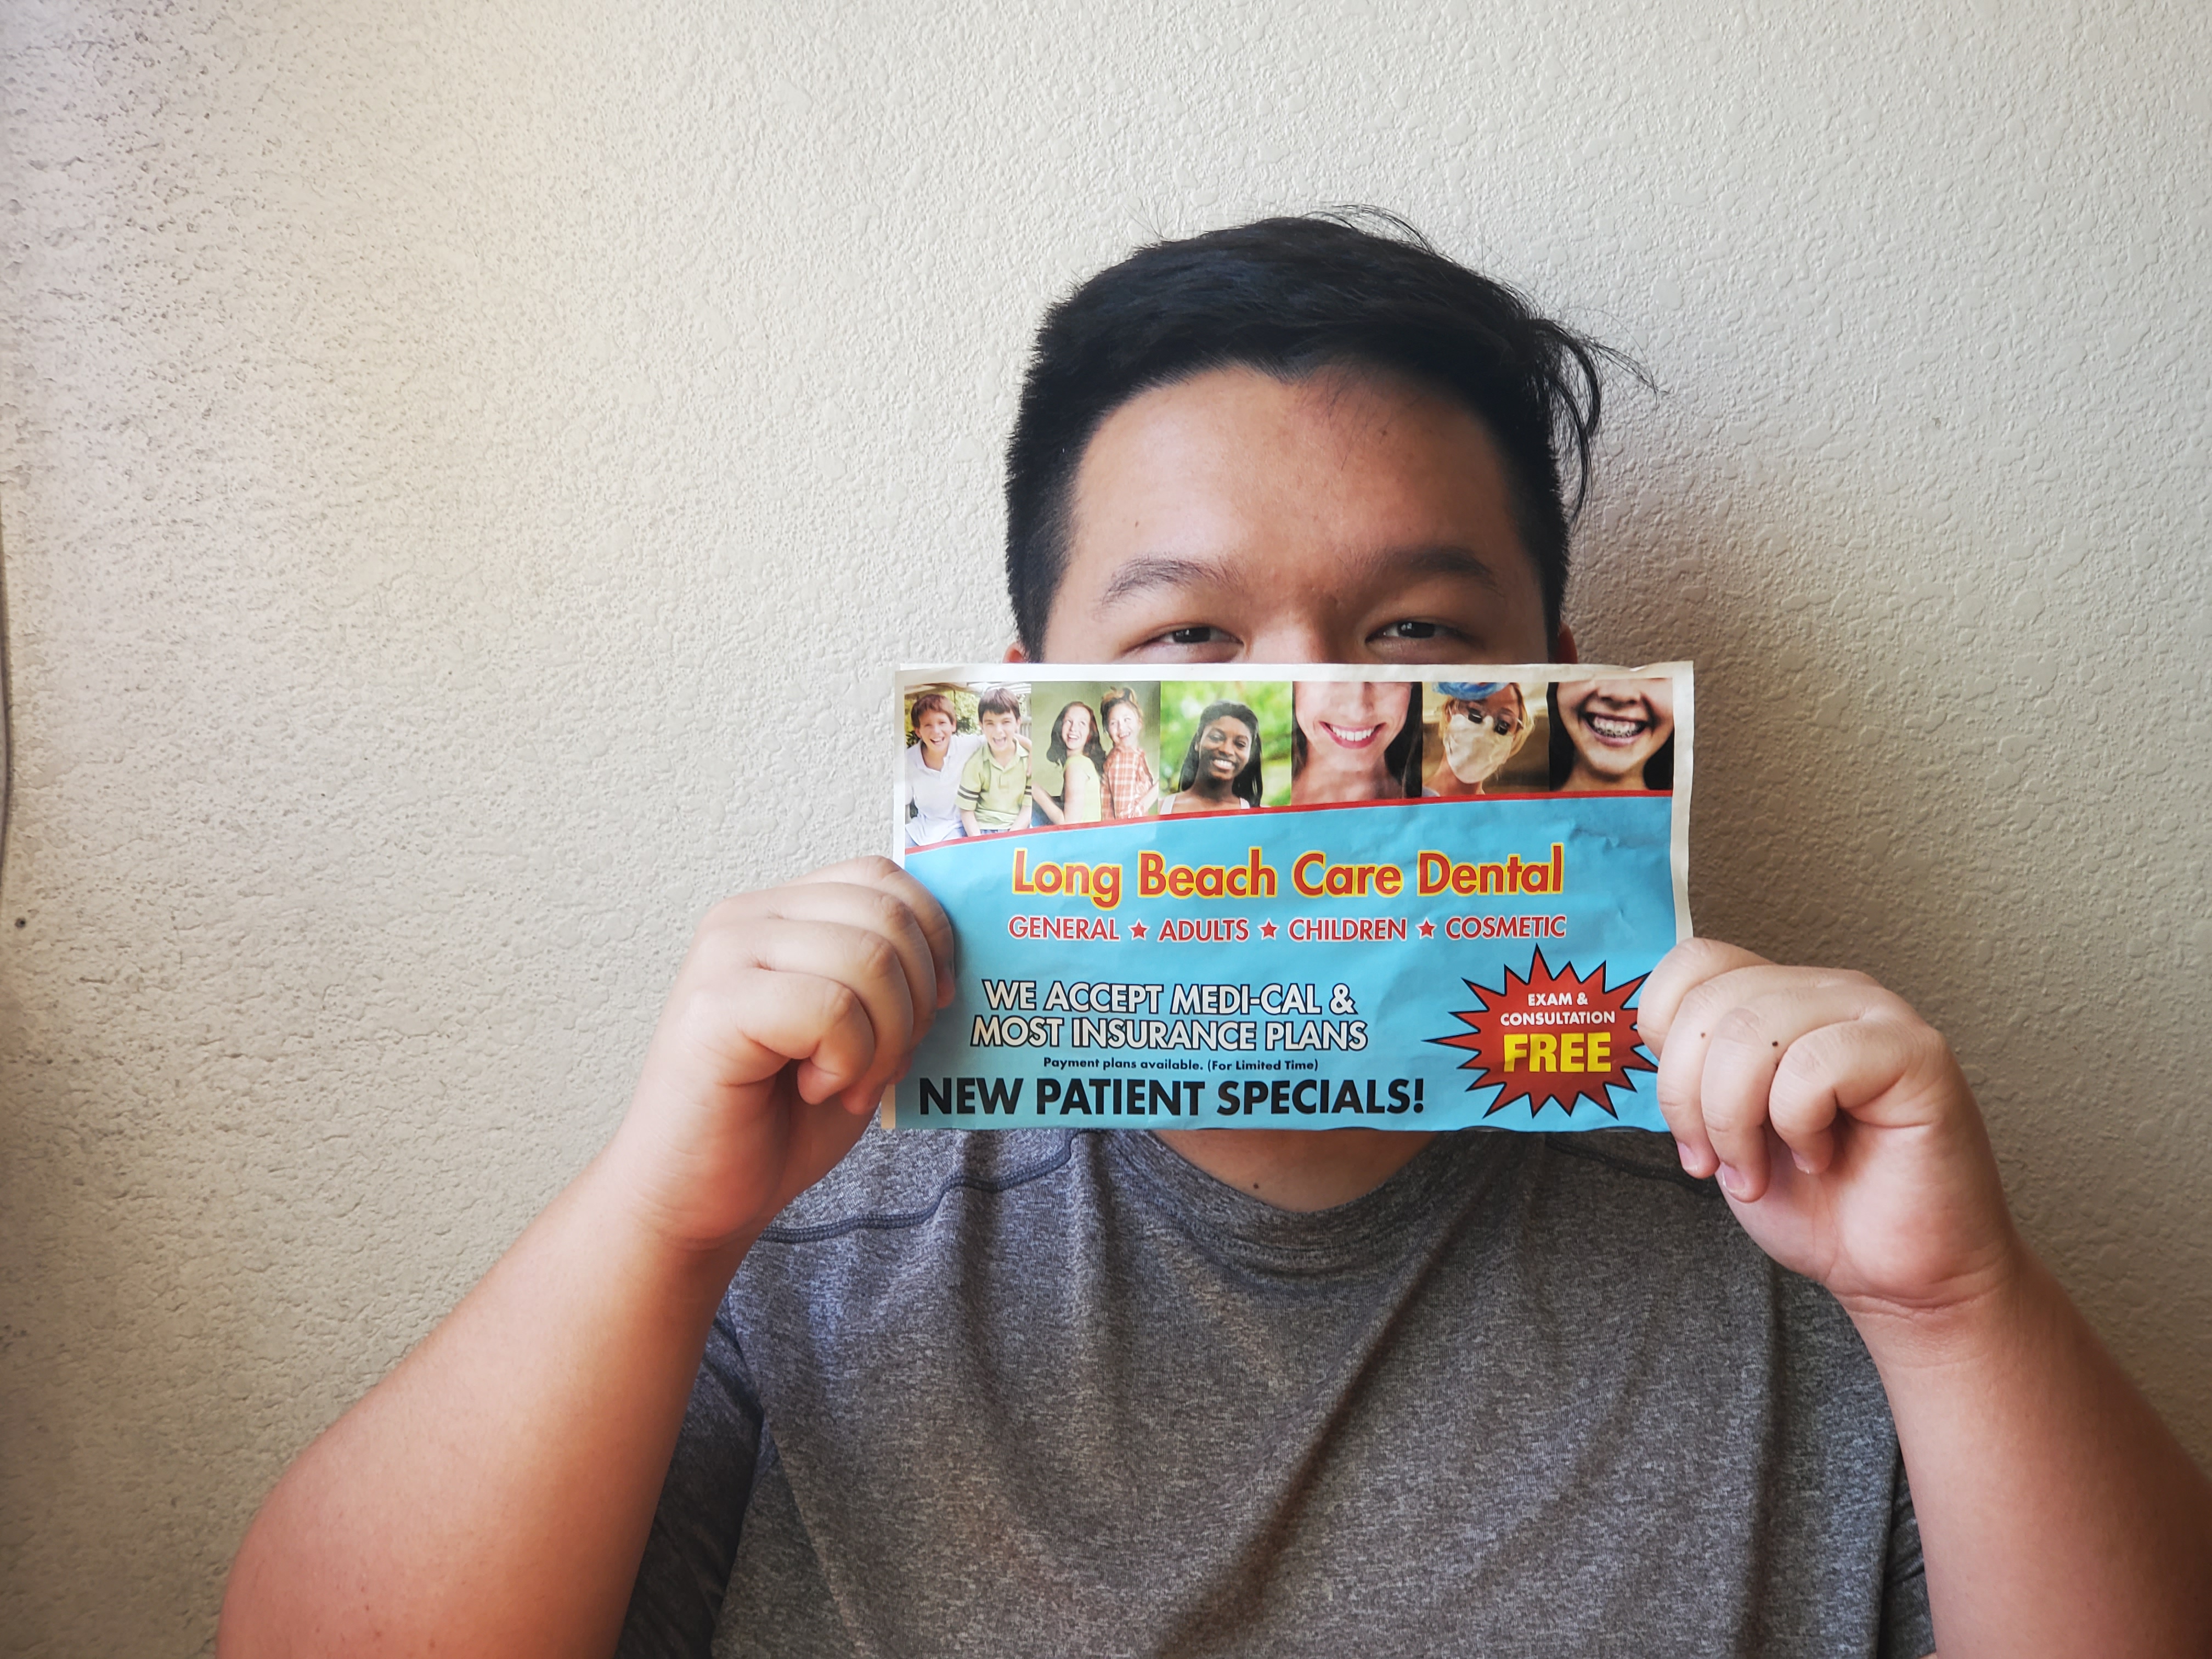 Long Beach Care Dental
GENERAL ★ ADULTS ★ CHILDREN ★ COSMETIC
WE ACCEPT MEDI-CAL &
MOST INSURANCE PLANS
Payment plans available. (For Limited Time)
NEW PATIENT SPECIALS!
EXAM &
CONSULTATION
FREE